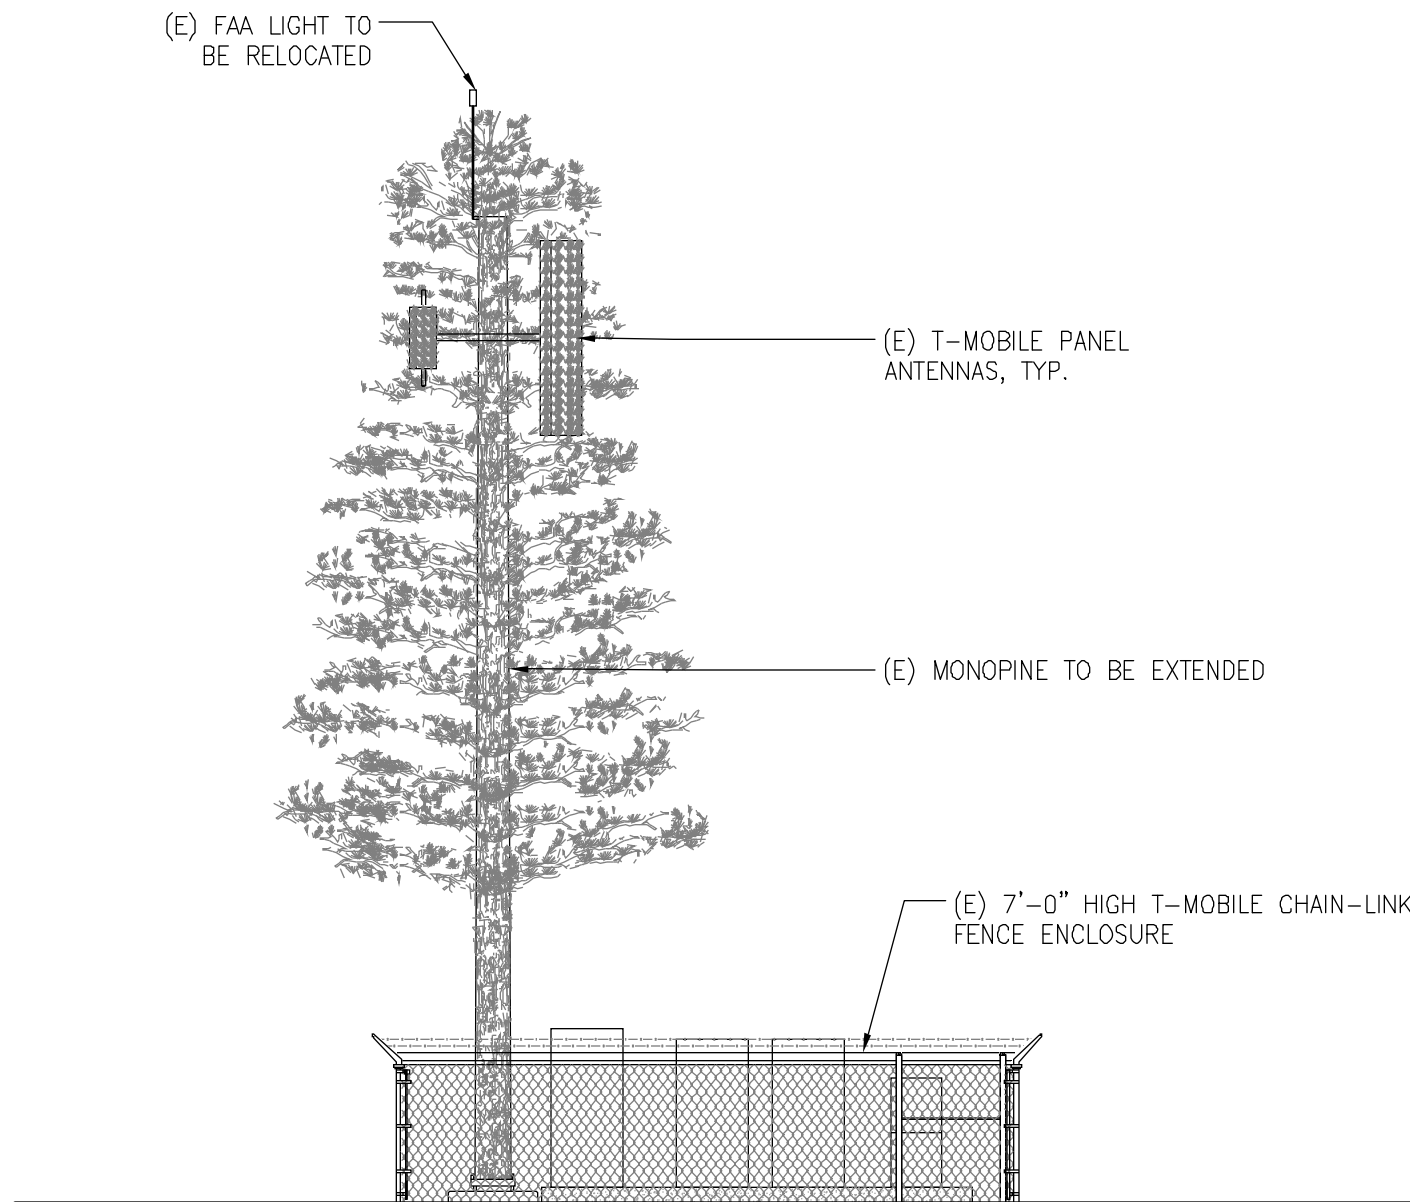 (E) FAA LIGHT TO
BE RELOCATED
(E) T-MOBILE PANEL
ANTENNAS, TYP.
(E) MONOPINE TO BE EXTENDED
(E) 7'-0" HIGH T-MOBILE CHAIN-LINK
FENCE ENCLOSURE